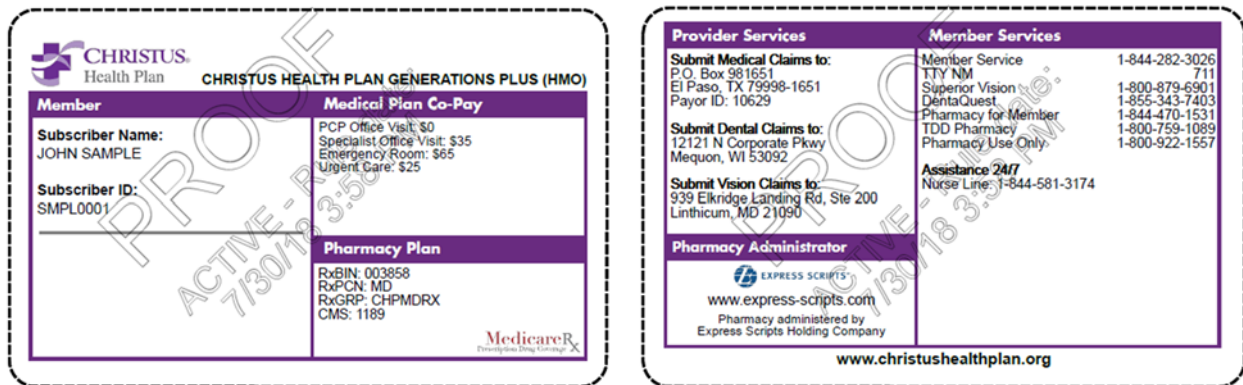 CHRISTUS®
Health Plan
CHRISTUS HEALTH PLAN GENERATIONS PLUS (HMO)
Member
Subscriber Name:
JOHN SAMPLE
Subscriber ID:
SMPL0001
Medical Plan Co-Pay
PCP Office Visit: $0
Specialist Office Visit: $35
Emergency Room: $65
Urgent Care: $25
Pharmacy Plan
RxBIN: 003858
RxPCN: MD
RxGRP: CHPMDRX
CMS: 1189
MedicareRx
Prescription Drug Coverage
PROOF
ACTIVE - Run date:
7/30/18 3:58 PM
Provider Services
Submit Medical Claims to:
P.O. Box 981651
El Paso, TX 79998-1651
Payor ID: 10629
Submit Dental Claims to:
12121 N Corporate Pkwy
Mequon, WI 53092
Submit Vision Claims to:
939 Elkridge Landing Rd, Ste 200
Linthicum, MD 21090
Pharmacy Administrator
EXPRESS SCRIPTS®
www.express-scripts.com
Pharmacy administered by
Express Scripts Holding Company
Member Services
Member Service 1-844-282-3026
TTY NM 711
Superior Vision 1-800-879-6901
DentaQuest 1-855-343-7403
Pharmacy for Member 1-844-470-1531
TDD Pharmacy 1-800-759-1089
Pharmacy Use Only 1-800-922-1557
Assistance 24/7
Nurse Line: 1-844-581-3174
PROOF
ACTIVE - Run date:
7/30/18 3:58 PM
www.christushealthplan.org